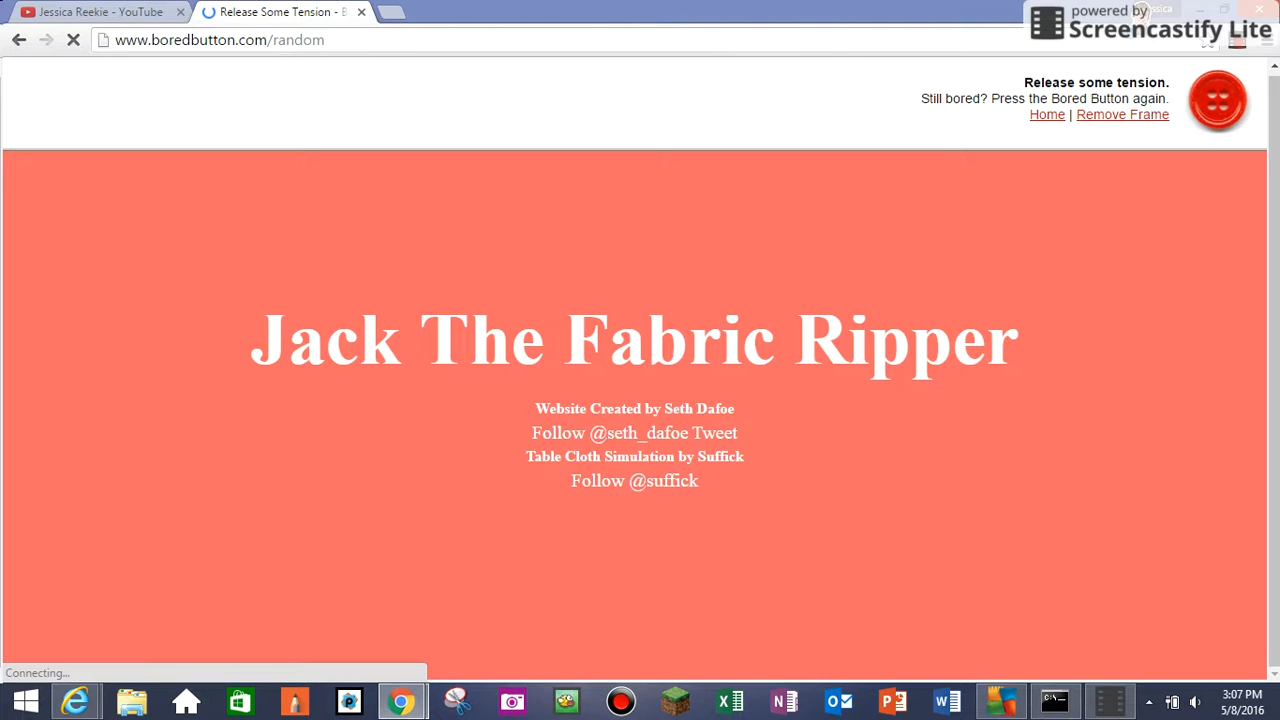 Jessica Reekie - YouTube
Release Some Tension - B
powered by
Screencastify Lite
www.boredbutton.com/random
Release some tension.
Still bored? Press the Bored Button again.
Home | Remove Frame
Jack The Fabric Ripper
Website Created by Seth Dafoe
Follow @seth_dafoe Tweet
Table Cloth Simulation by Suffick
Follow @suffick
Connecting...
3:07 PM
5/8/2016